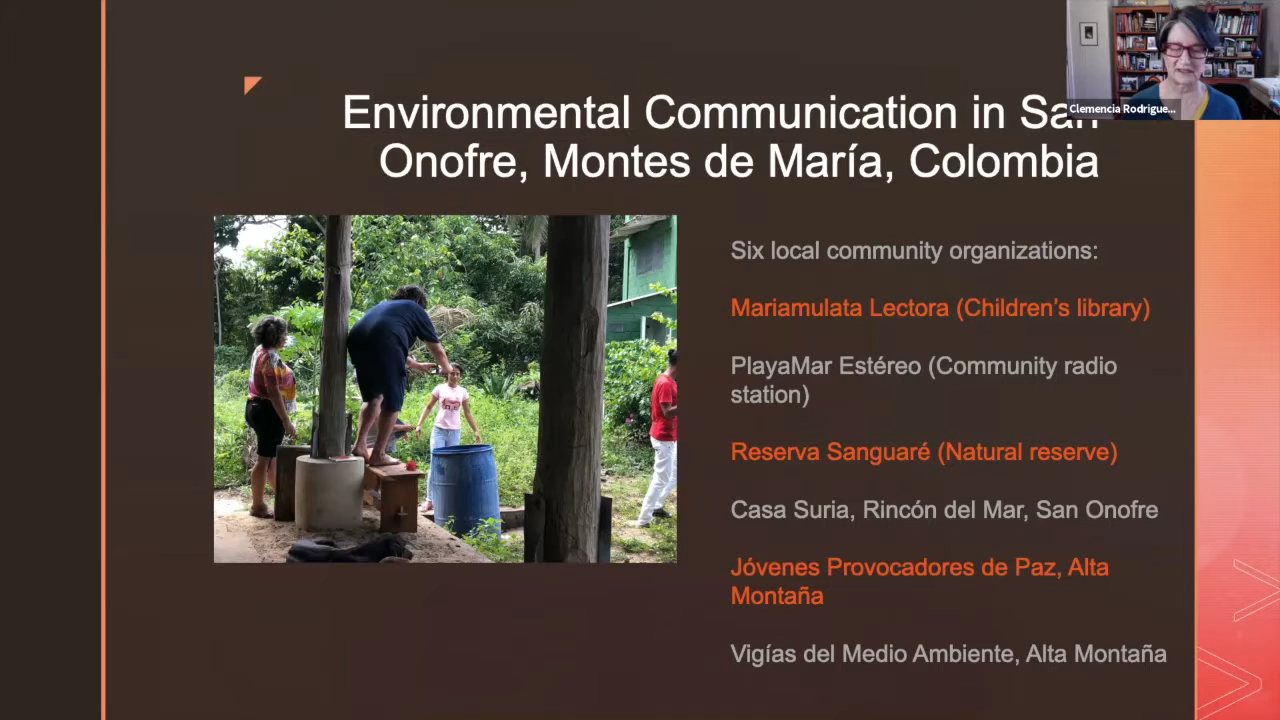 Clemencia Rodrigue...
Environmental Communication in San
Onofre, Montes de María, Colombia
Six local community organizations:
Mariamulata Lectora (Children's library)
PlayaMar Estéreo (Community radio
station)
Reserva Sanguaré (Natural reserve)
Casa Suria, Rincón del Mar, San Onofre
Jóvenes Provocadores de Paz, Alta
Montaña
Vigías del Medio Ambiente, Alta Montaña